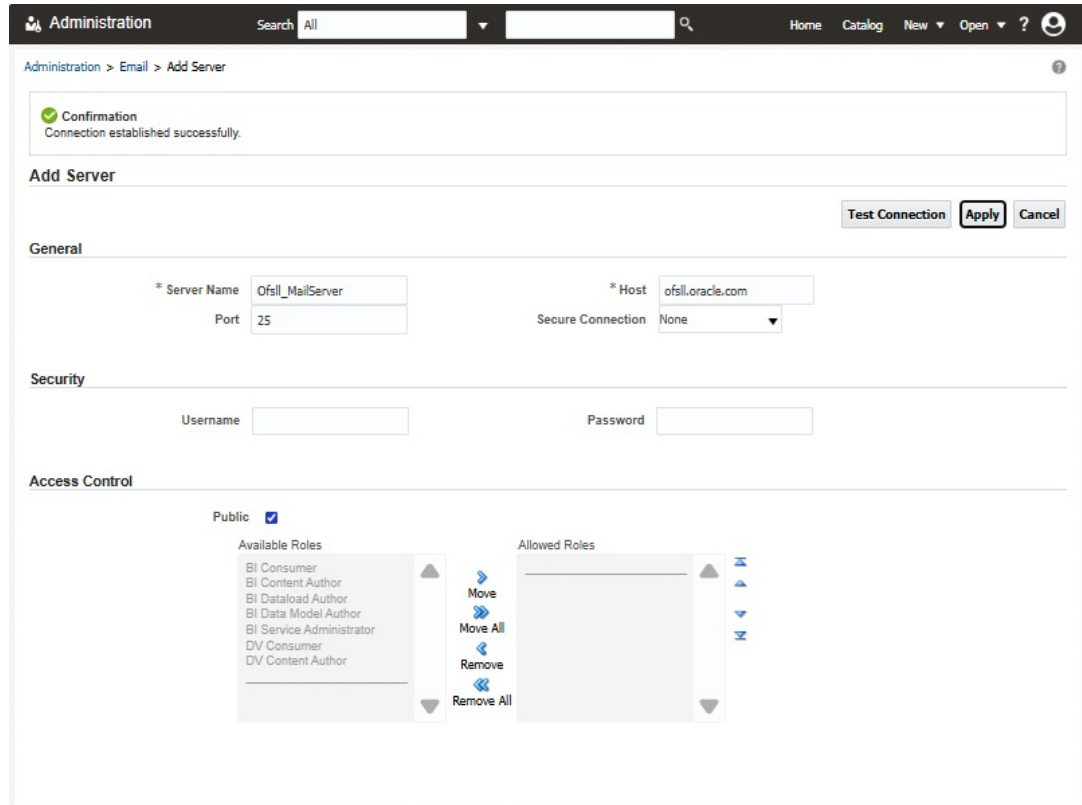 Administration Search All Home Catalog New Open ?
Administration > Email > Add Server ?
Confirmation
Connection established successfully.
Add Server
Test Connection Apply Cancel
General
* Server Name Ofsll_MailServer * Host ofsll.oracle.com
Port 25 Secure Connection None
Security
Username Password
Access Control
Public
Available Roles Allowed Roles
BI Consumer
BI Content Author
BI Dataload Author
BI Data Model Author
BI Service Administrator
DV Consumer
DV Content Author
Move
Move All
Remove
Remove All